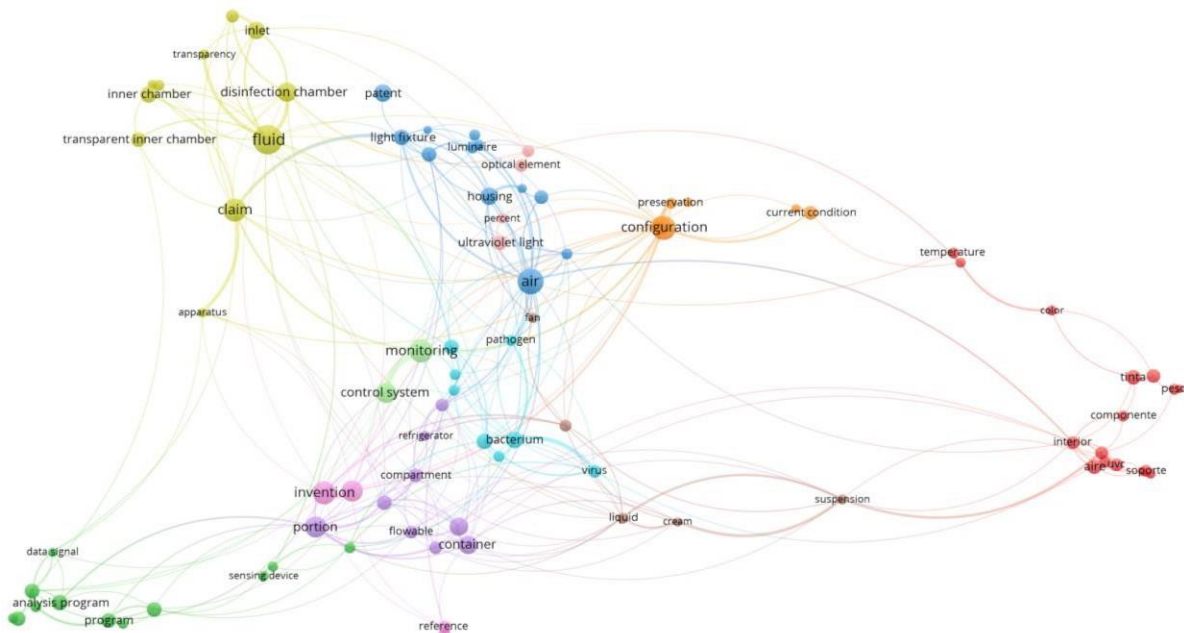 inlet
transparency
inner chamber
disinfection chamber
patent
transparent inner chamber
fluid
light fixture
luminaire
optical element
housing
preservation
claim
percent
current condition
configuration
ultraviolet light
temperature
air
apparatus
fan
color
pathogen
monitoring
tinta
control system
peso
componente
refrigerator
bacterium
interior
compartment
virus
aire
uvc
soporte
invention
suspension
portion
liquid
cream
flowable
container
data signal
sensing device
analysis program
program
reference